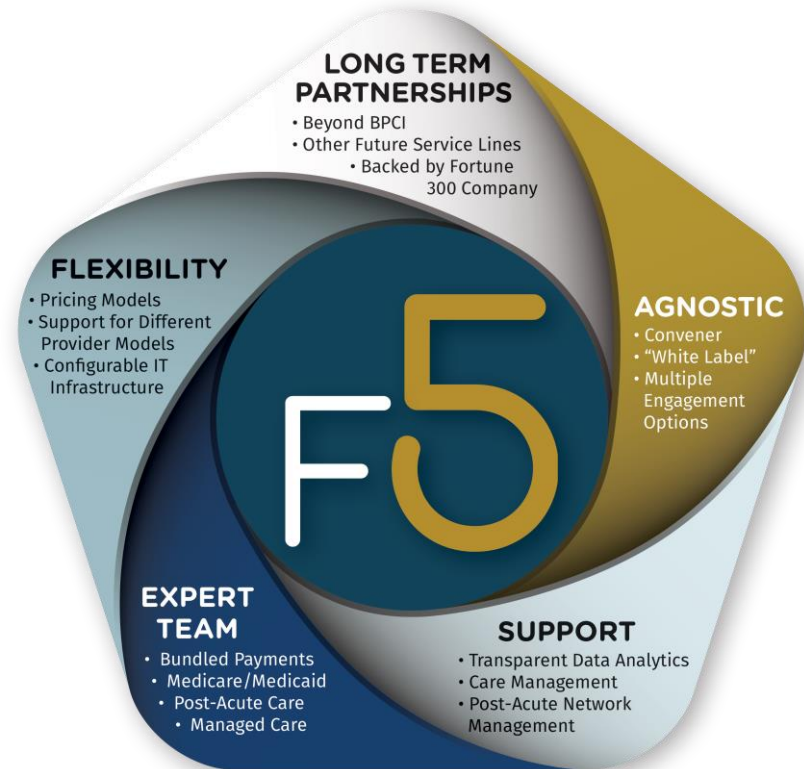 LONG TERM
PARTNERSHIPS
• Beyond BPCI
• Other Future Service Lines
• Backed by Fortune
300 Company
FLEXIBILITY
• Pricing Models
• Support for Different
Provider Models
• Configurable IT
Infrastructure
AGNOSTIC
• Convener
• “White Label”
• Multiple
Engagement
Options
F5
EXPERT
TEAM
• Bundled Payments
• Medicare/Medicaid
• Post-Acute Care
• Managed Care
SUPPORT
• Transparent Data Analytics
• Care Management
• Post-Acute Network
Management